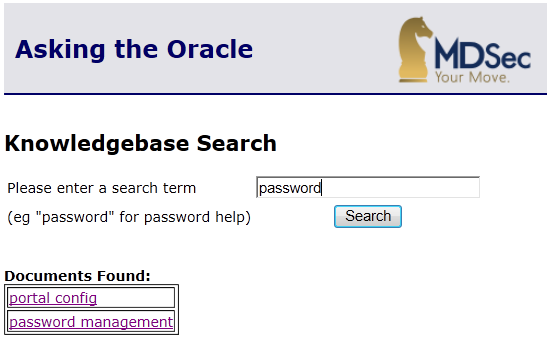 Asking the Oracle
MDSec
Your Move.
Knowledgebase Search
Please enter a search term
password
(eg "password" for password help)
Search
Documents Found:
portal config
password management